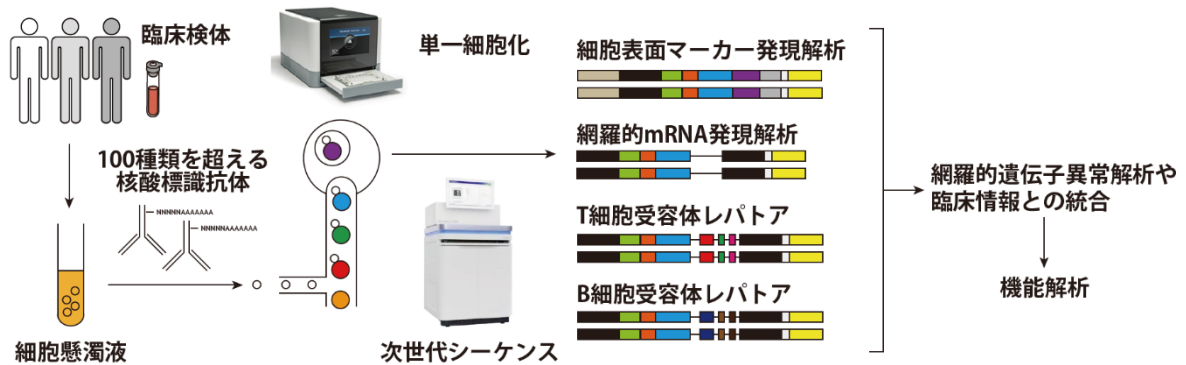 臨床検体
単一細胞化
100種類を超える
核酸標識抗体
NNNNNAAAAAAA
NNNNNAAAAAAA
細胞懸濁液
次世代シーケンス
細胞表面マーカー発現解析
網羅的mRNA発現解析
T細胞受容体レパトア
B細胞受容体レパトア
網羅的遺伝子異常解析や
臨床情報との統合
機能解析